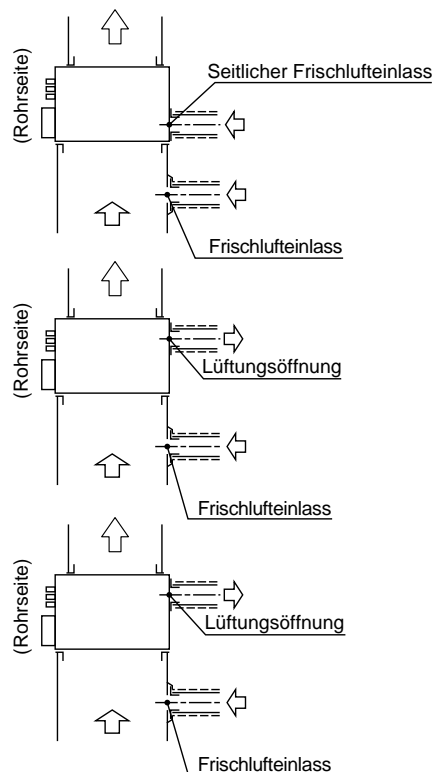 Seitlicher Frischlufteinlass
(Rohrseite)
Frischlufteinlass
(Rohrseite)
Lüftungsöffnung
Frischlufteinlass
(Rohrseite)
Lüftungsöffnung
Frischlufteinlass